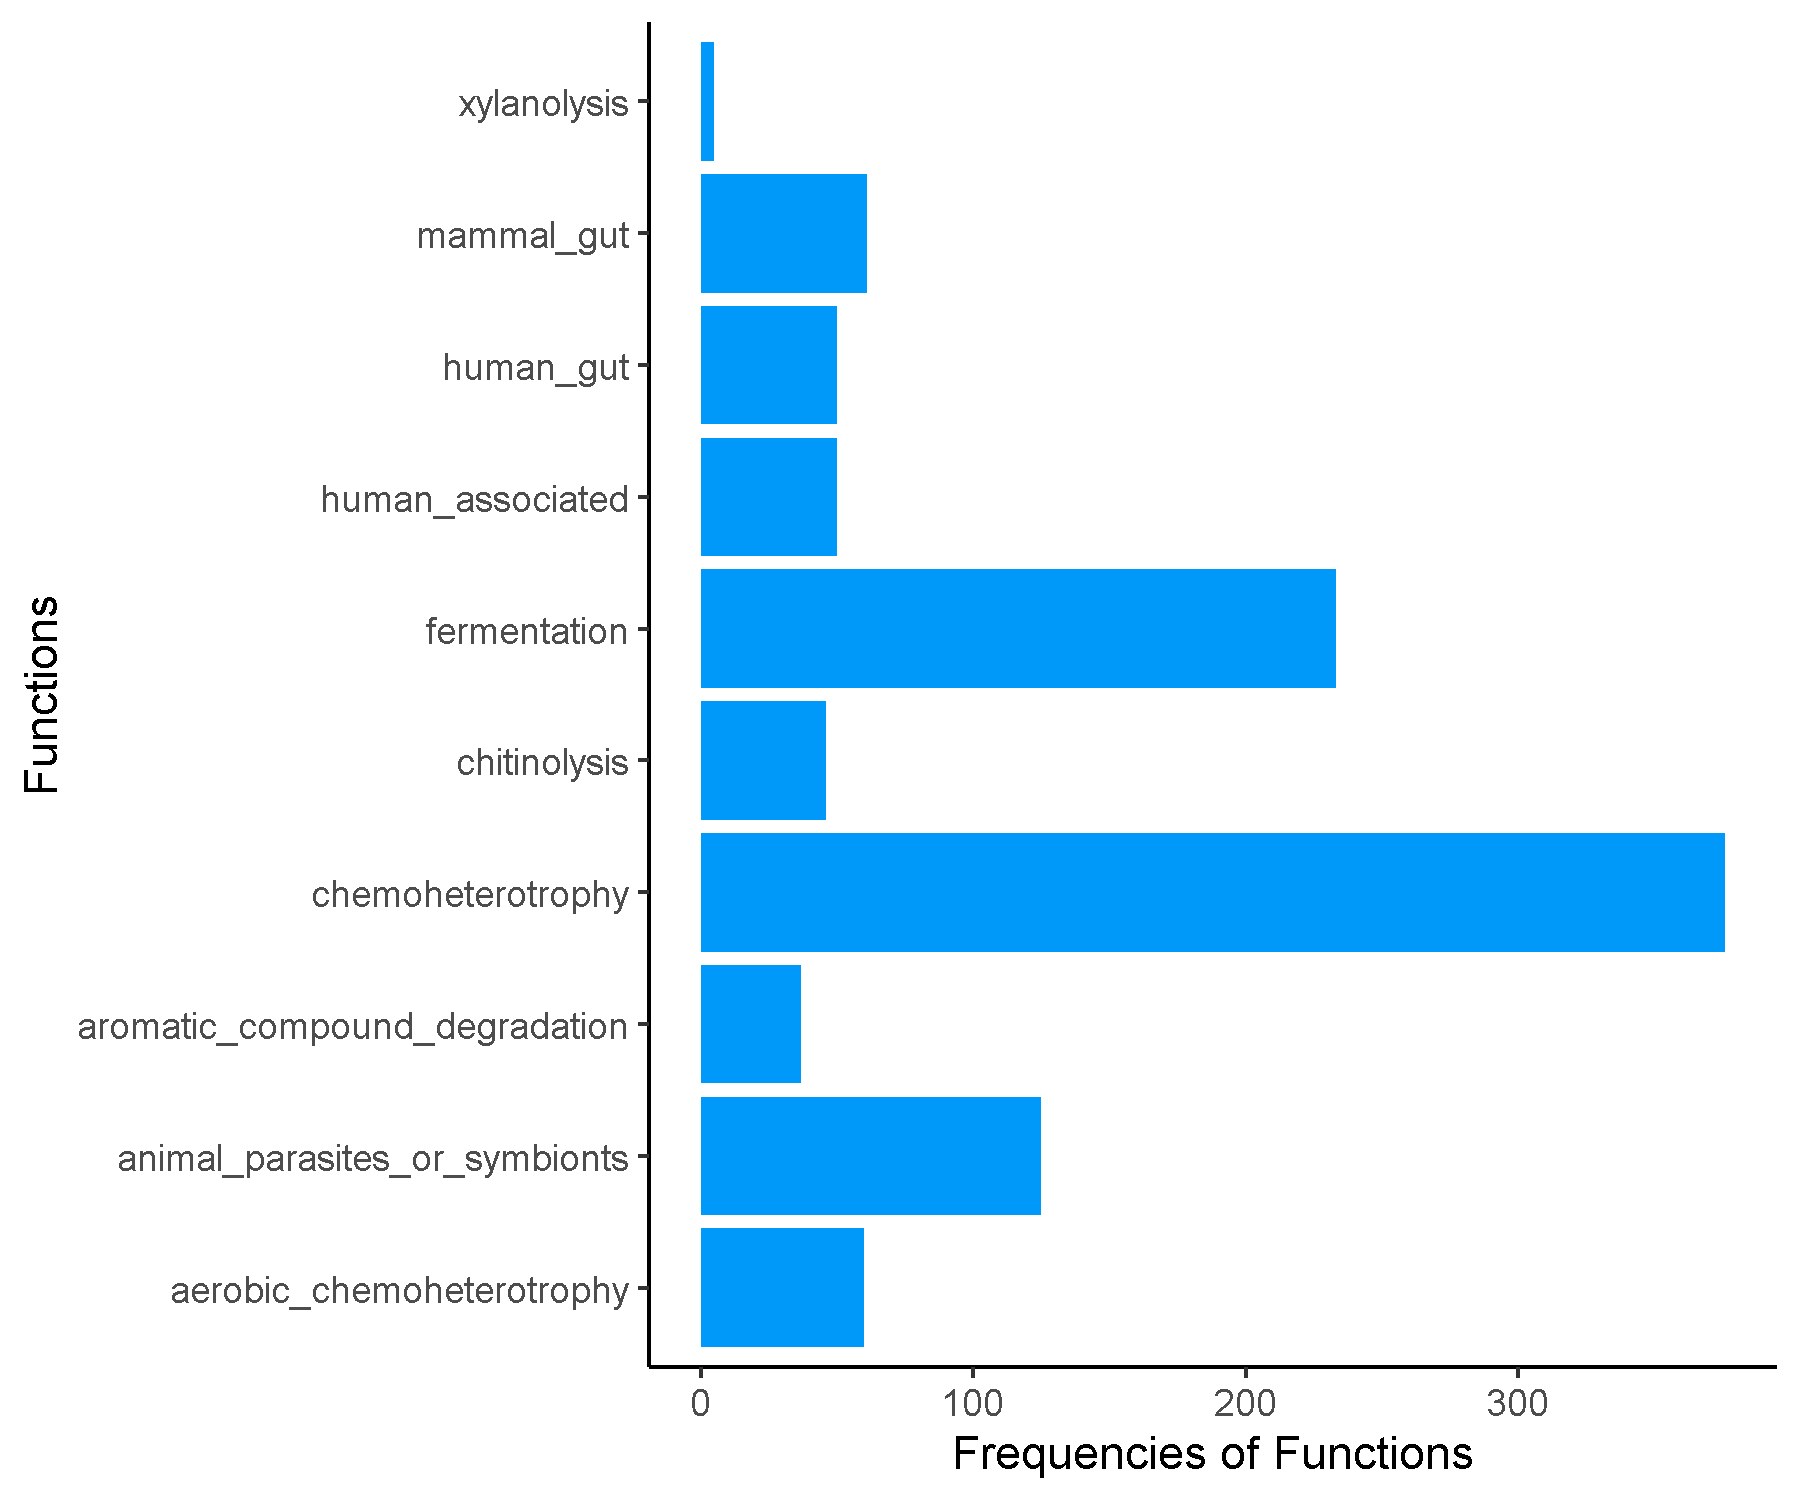 xylanolysis
mammal_gut
human_gut
human_associated
fermentation
chitinolysis
chemoheterotrophy
aromatic_compound_degradation
animal_parasites_or_symbionts
aerobic_chemoheterotrophy
Functions
0 100 200 300
Frequencies of Functions